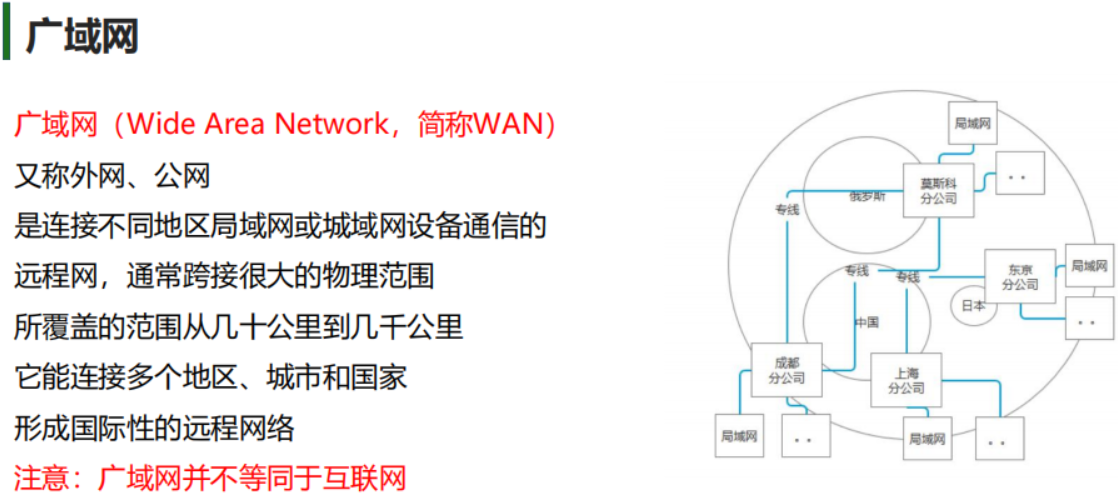 广域网
广域网（Wide Area Network，简称WAN）
又称外网、公网
是连接不同地区局域网或城域网设备通信的
远程网，通常跨接很大的物理范围
所覆盖的范围从几十公里到几千公里
它能连接多个地区、城市和国家
形成国际性的远程网络
注意：广域网并不等同于互联网
局域网
莫斯科
分公司
. .
俄罗斯
专线
专线
专线
东京
分公司
局域网
日本
. .
中国
成都
分公司
上海
分公司
局域网
. .
局域网
. .